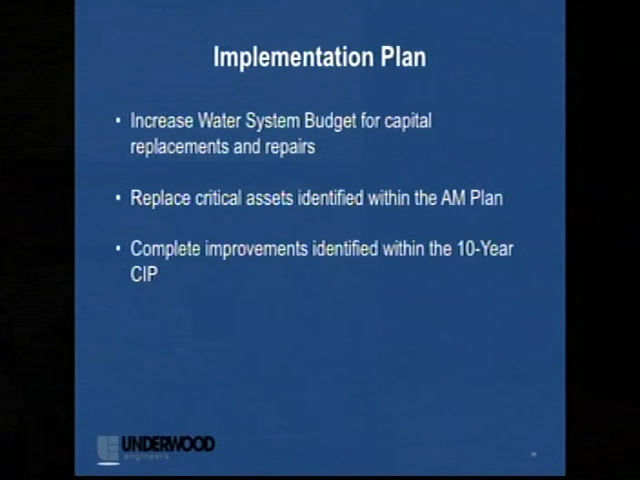 Implementation Plan
• Increase Water System Budget for capital
replacements and repairs
• Replace critical assets identified within the AM Plan
• Complete improvements identified within the 10-Year
CIP
UNDERWOOD
engineers